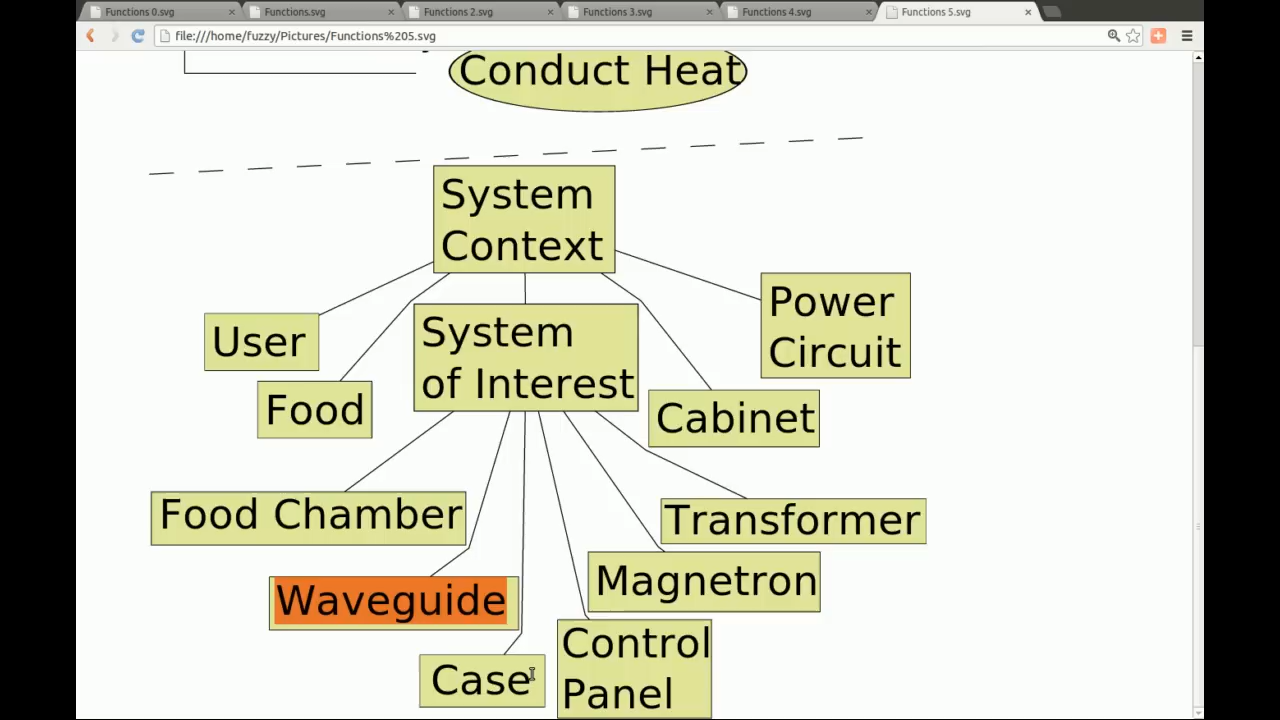 Functions 0.svg
Functions.svg
Functions 2.svg
Functions 3.svg
Functions 4.svg
Functions 5.svg
file:///home/fuzzy/Pictures/Functions%205.svg
Conduct Heat
System
Context
Power
Circuit
User
System
of Interest
Food
Cabinet
Food Chamber
Transformer
Waveguide
Magnetron
Control
Panel
Case